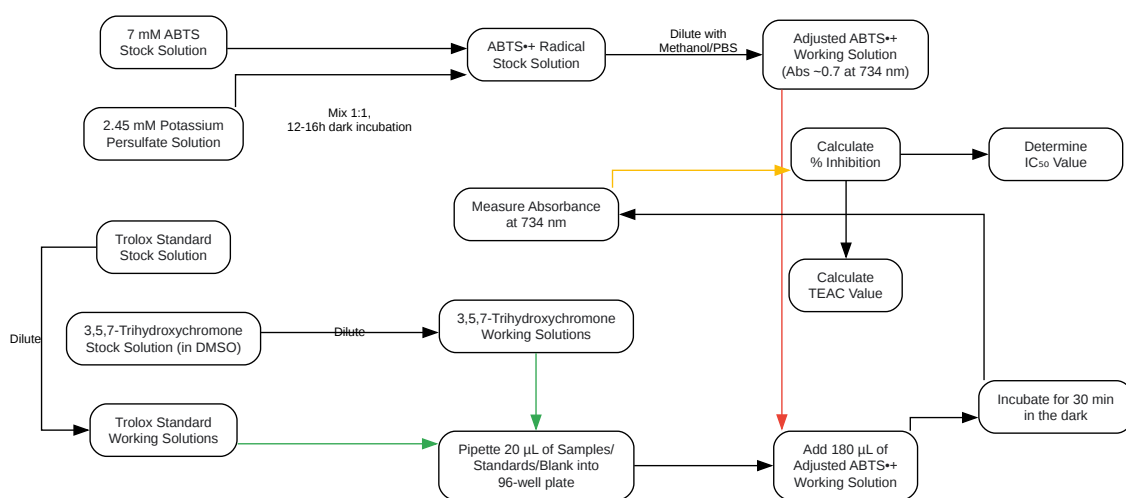 7 mM ABTS
Stock Solution
ABTS•+ Radical
Stock Solution
Dilute with
Methanol/PBS
Adjusted ABTS•+
Working Solution
(Abs ~0.7 at 734 nm)
2.45 mM Potassium
Persulfate Solution
Mix 1:1,
12-16h dark incubation
Calculate
% Inhibition
Determine
IC₅₀ Value
Measure Absorbance
at 734 nm
Trolox Standard
Stock Solution
Calculate
TEAC Value
Dilute
3,5,7-Trihydroxychromone
Stock Solution (in DMSO)
Dilute
3,5,7-Trihydroxychromone
Working Solutions
Incubate for 30 min
in the dark
Trolox Standard
Working Solutions
Pipette 20 µL of Samples/
Standards/Blank into
96-well plate
Add 180 µL of
Adjusted ABTS•+
Working Solution